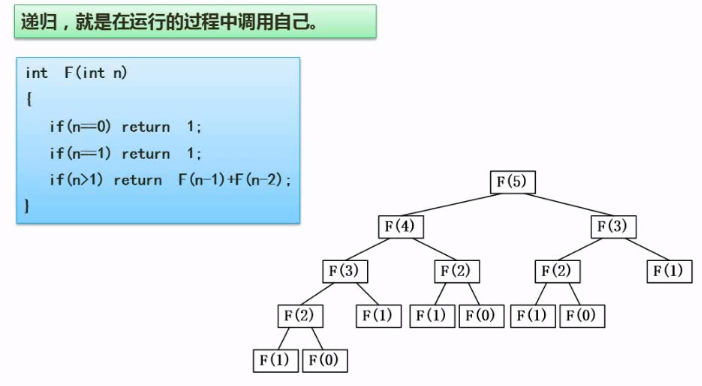 递归，就是在运行的过程中调用自己。
int F(int n)
{
if(n==0) return 1;
if(n==1) return 1;
if(n>1) return F(n-1)+F(n-2);
}
F(5)
F(4) F(3)
F(3) F(2) F(2) F(1)
F(2) F(1) F(1) F(0) F(1) F(0)
F(1) F(0)